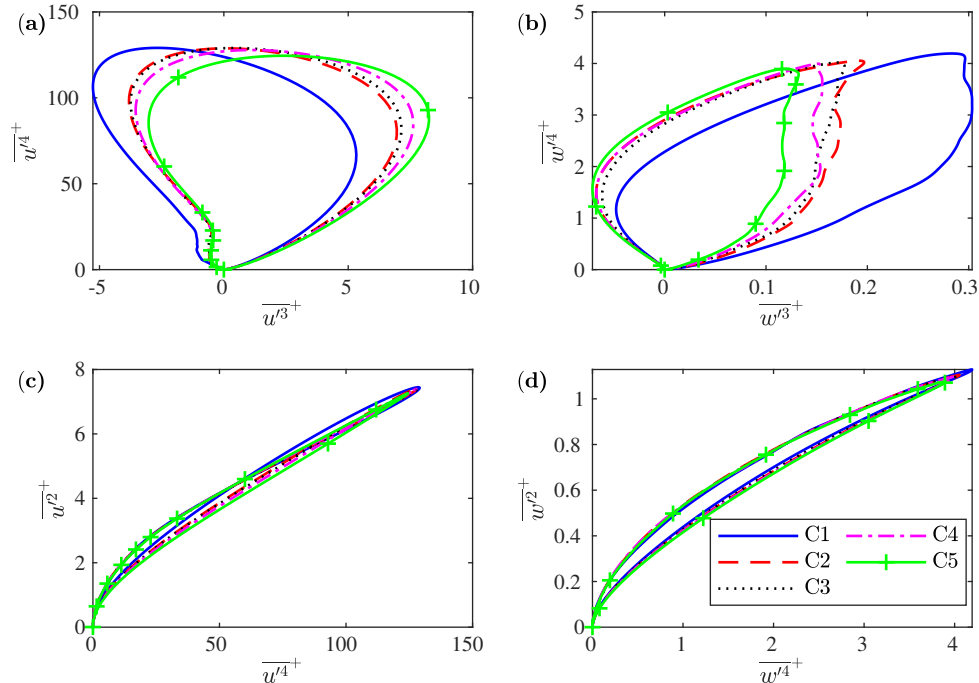 (a)
150
100
50
0
-5
0
5
10
$\overline{u'^4}^+$
$\overline{u'^3}^+$
(b)
5
4
3
2
1
0
0
0.1
0.2
0.3
$\overline{w'^4}^+$
$\overline{w'^3}^+$
(c)
8
6
4
2
0
0
50
100
150
$\overline{u'^2}^+$
$\overline{u'^4}^+$
(d)
1
0.8
0.6
0.4
0.2
0
0
1
2
3
4
$\overline{w'^2}^+$
$\overline{w'^4}^+$
C1
C2
C3
C4
C5